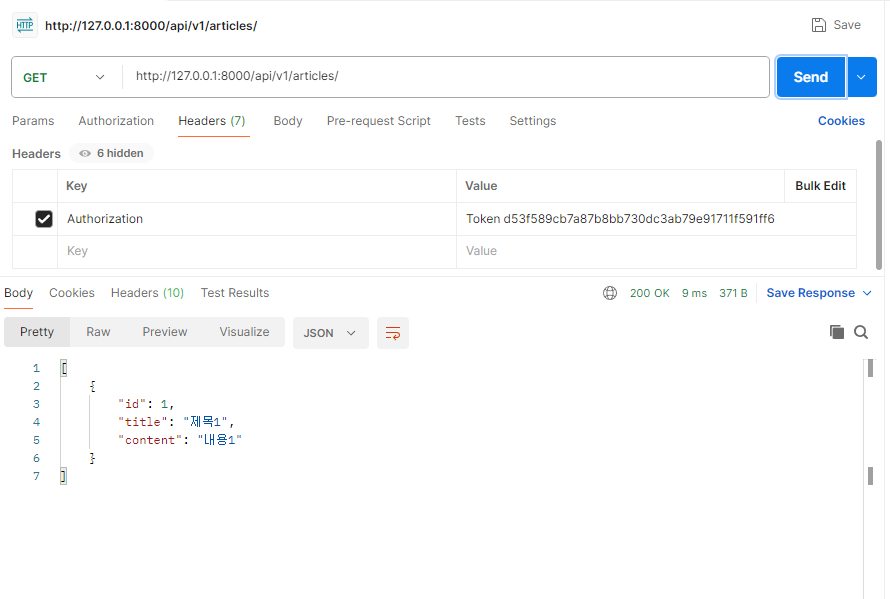 HTTP http://127.0.0.1:8000/api/v1/articles/ Save
GET http://127.0.0.1:8000/api/v1/articles/ Send
Params Authorization Headers (7) Body Pre-request Script Tests Settings Cookies
Headers 6 hidden
Key Value Bulk Edit
Authorization Token d53f589cb7a87b8bb730dc3ab79e91711f591ff6
Key Value
Body Cookies Headers (10) Test Results 200 OK 9 ms 371 B Save Response
Pretty Raw Preview Visualize JSON
1 [
2 {
3 "id": 1,
4 "title": "제목1",
5 "content": "내용1"
6 }
7 ]